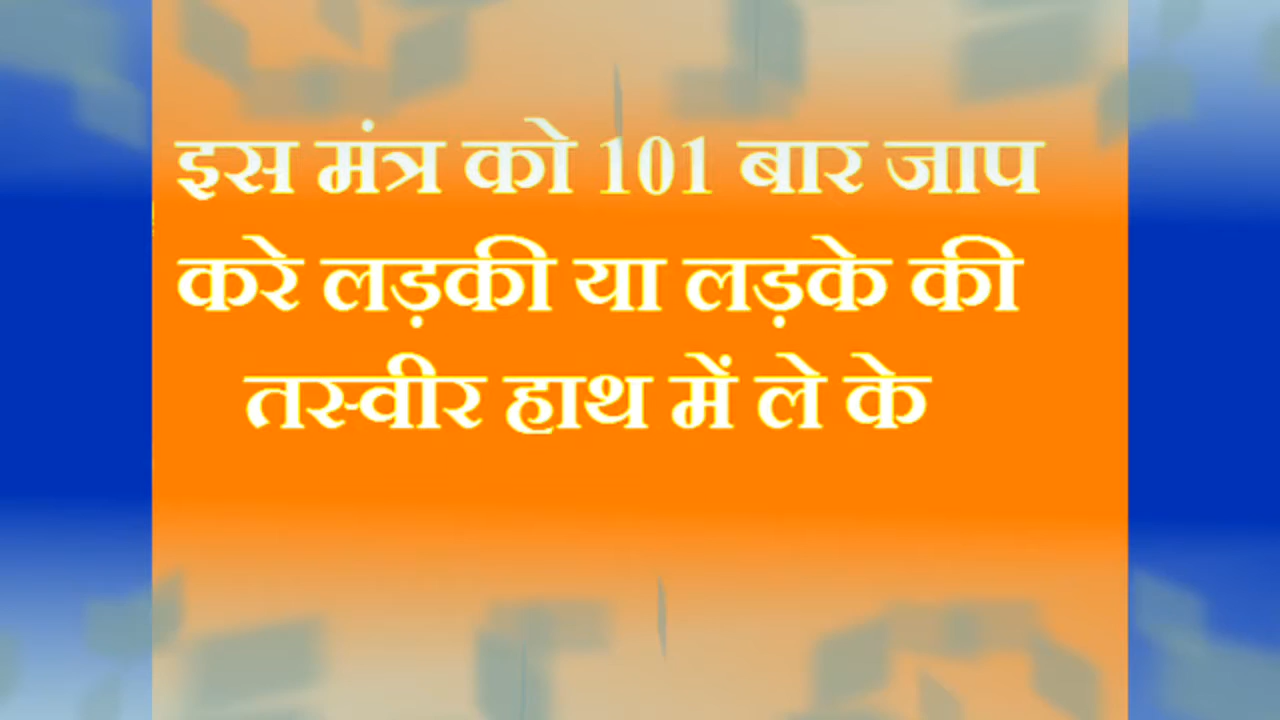 इस मंत्र को 101 बार जाप
करे लड़की या लड़के की
तस्वीर हाथ में ले के